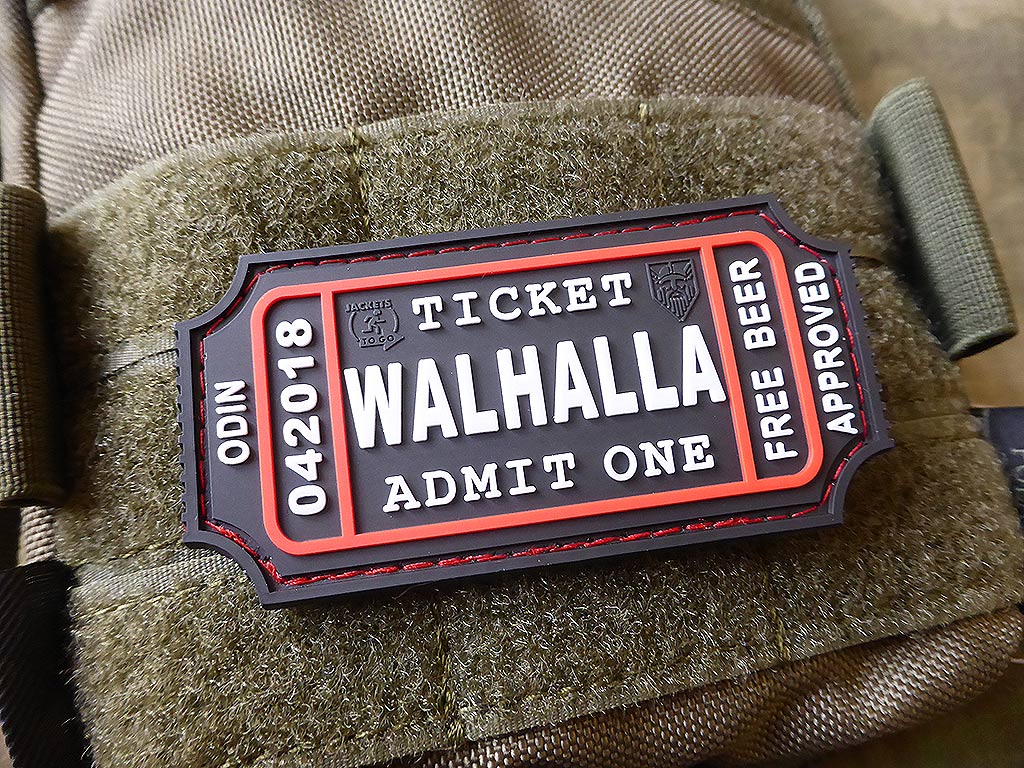 ODIN
042018
JACKETS
TO GO
TICKET
WALHALLA
ADMIT ONE
FREE BEER
APPROVED